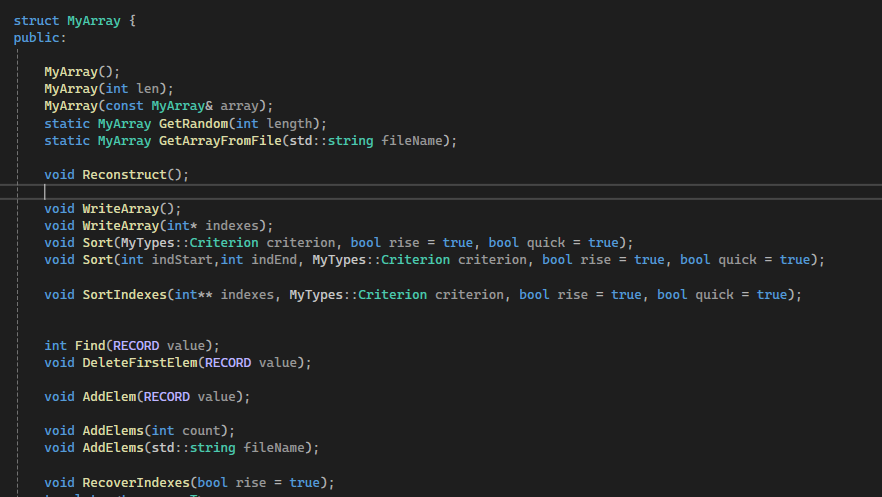 struct MyArray {
public:
MyArray();
MyArray(int len);
MyArray(const MyArray& array);
static MyArray GetRandom(int length);
static MyArray GetArrayFromFile(std::string fileName);
void Reconstruct();
void WriteArray();
void WriteArray(int* indexes);
void Sort(MyTypes::Criterion criterion, bool rise = true, bool quick = true);
void Sort(int indStart,int indEnd, MyTypes::Criterion criterion, bool rise = true, bool quick = true);
void SortIndexes(int** indexes, MyTypes::Criterion criterion, bool rise = true, bool quick = true);
int Find(RECORD value);
void DeleteFirstElem(RECORD value);
void AddElem(RECORD value);
void AddElems(int count);
void AddElems(std::string fileName);
void RecoverIndexes(bool rise = true);